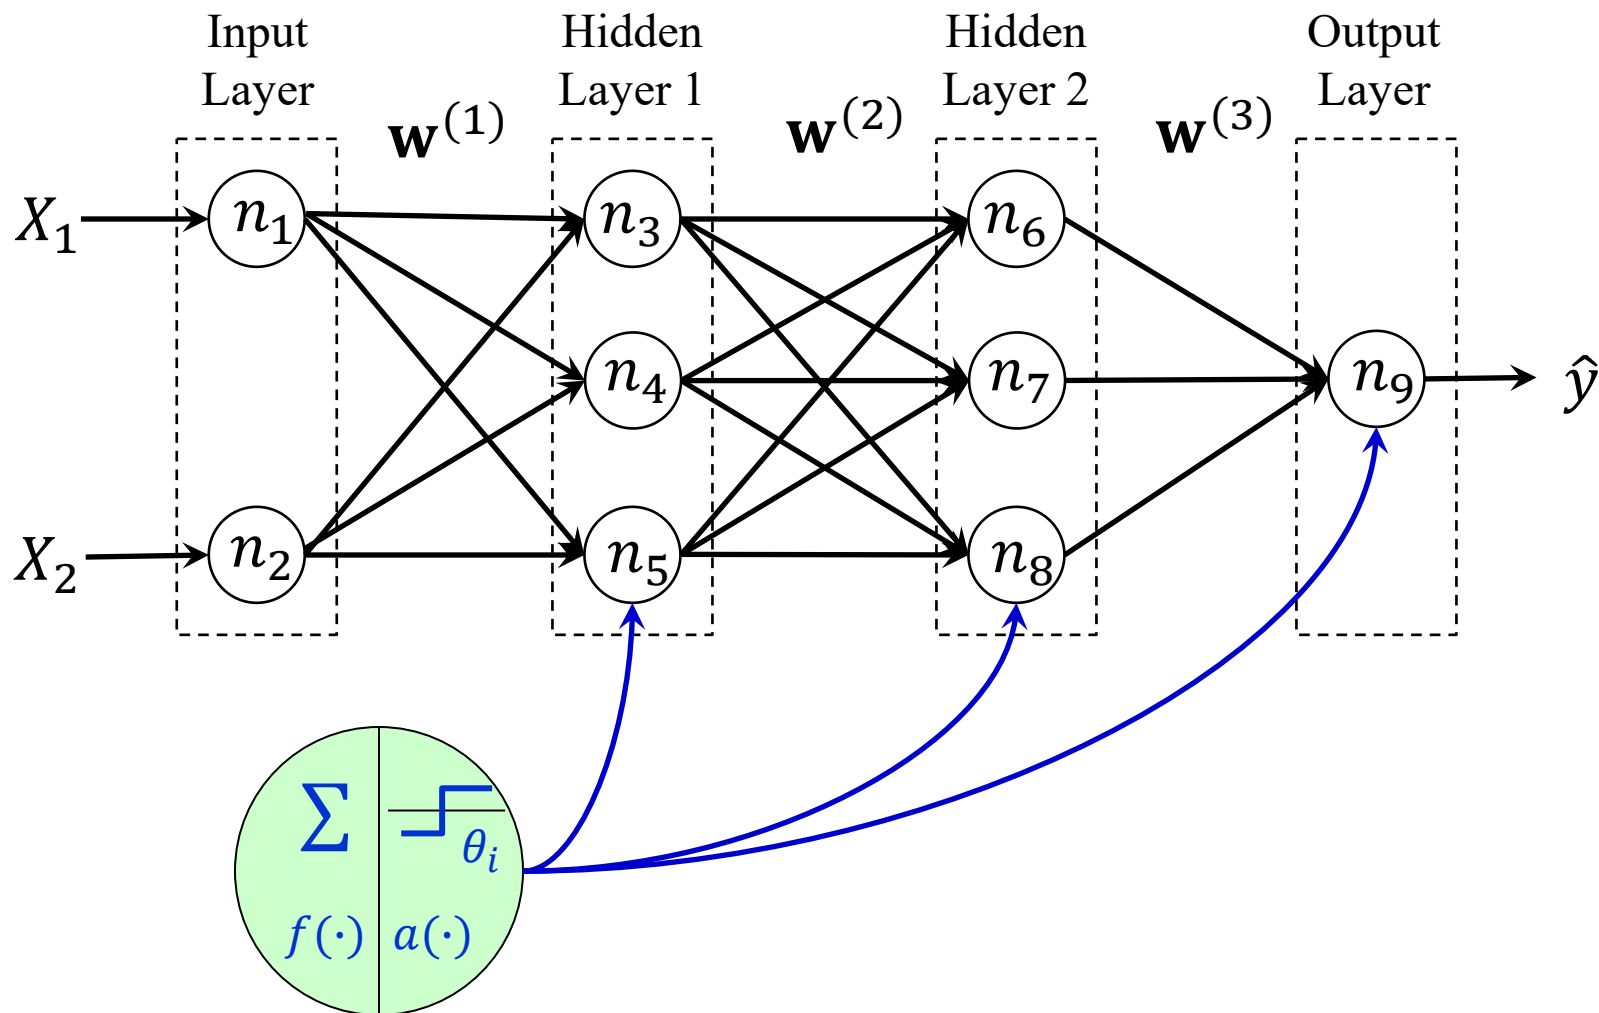 Input
Layer
Hidden
Layer 1
Hidden
Layer 2
Output
Layer
𝐰⁽¹⁾
𝐰⁽²⁾
𝐰⁽³⁾
X₁
n₁
n₃
n₆
n₄
n₇
n₉
ŷ
X₂
n₂
n₅
n₈
∑
θᵢ
f(·)
a(·)